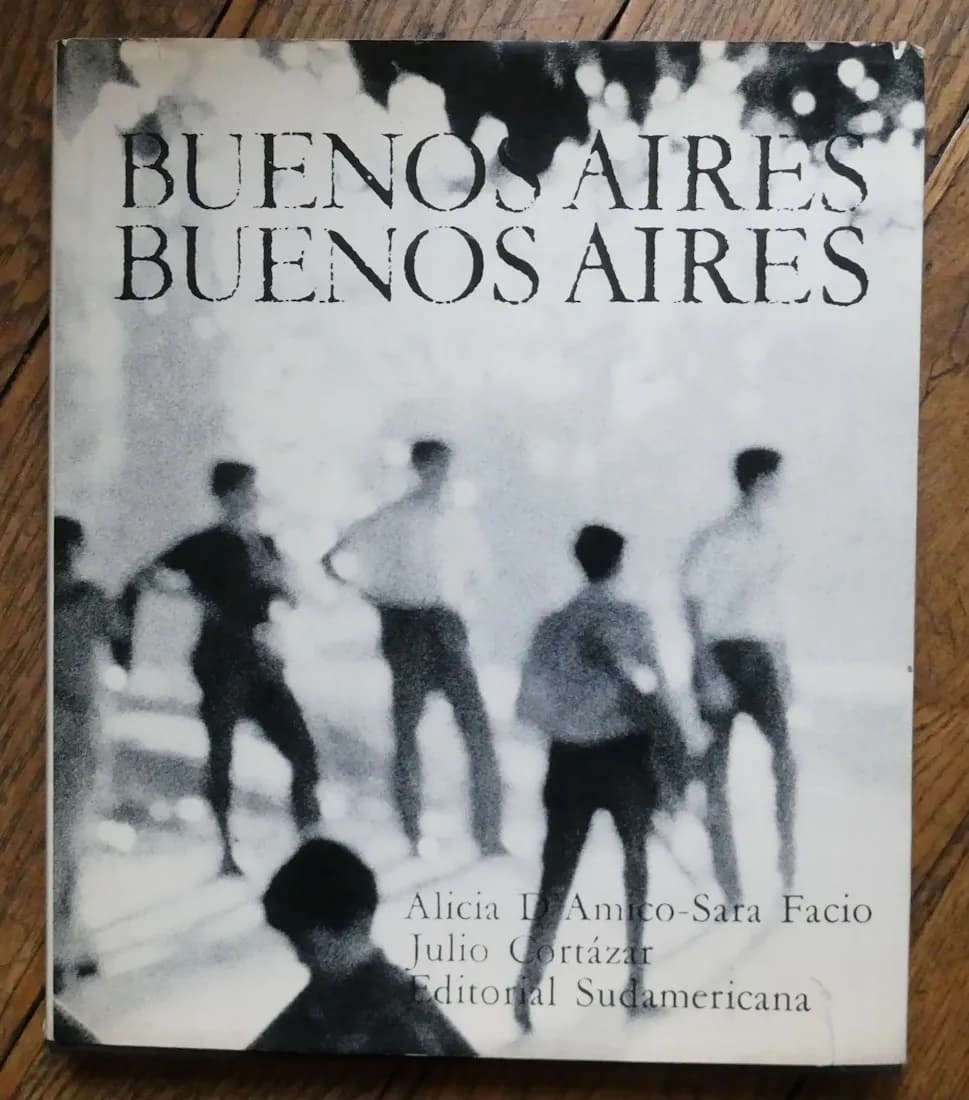 BUENOS AIRES
BUENOS AIRES
Alicia D'Amico-Sara Facio
Julio Cortázar
Editorial Sudamericana